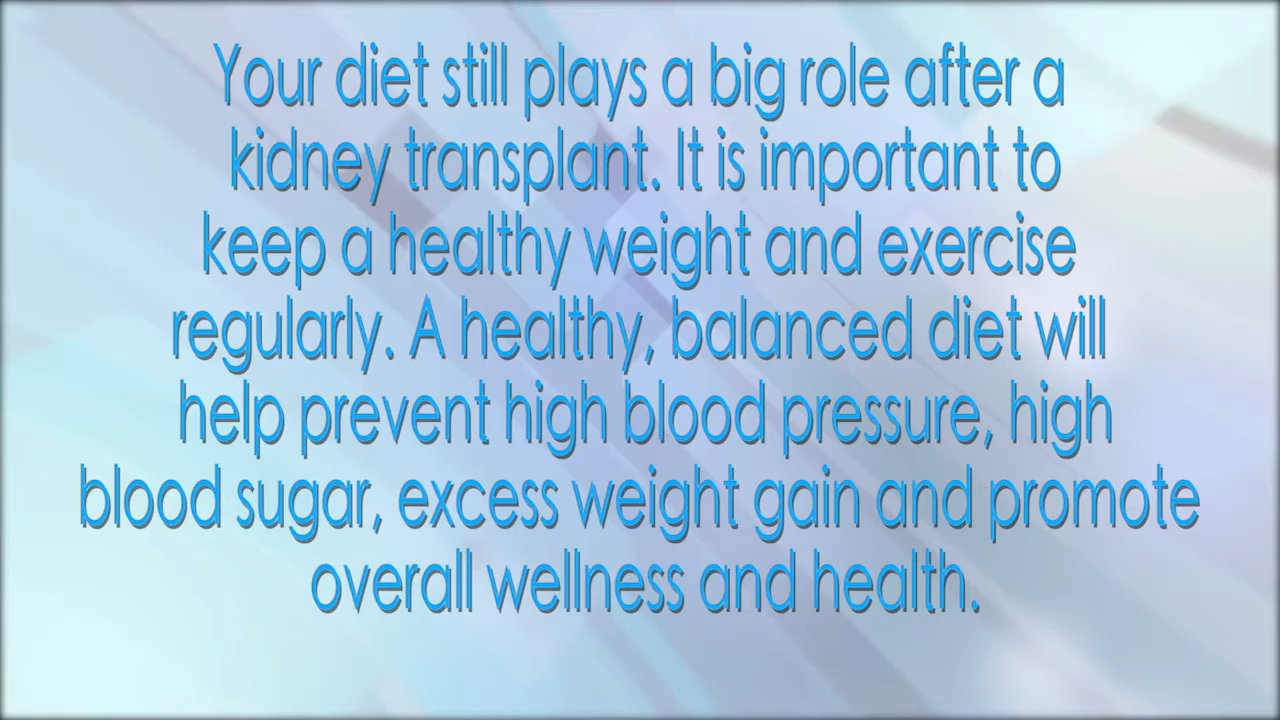 Your diet still plays a big role after a
kidney transplant. It is important to
keep a healthy weight and exercise
regularly. A healthy, balanced diet will
help prevent high blood pressure, high
blood sugar, excess weight gain and promote
overall wellness and health.